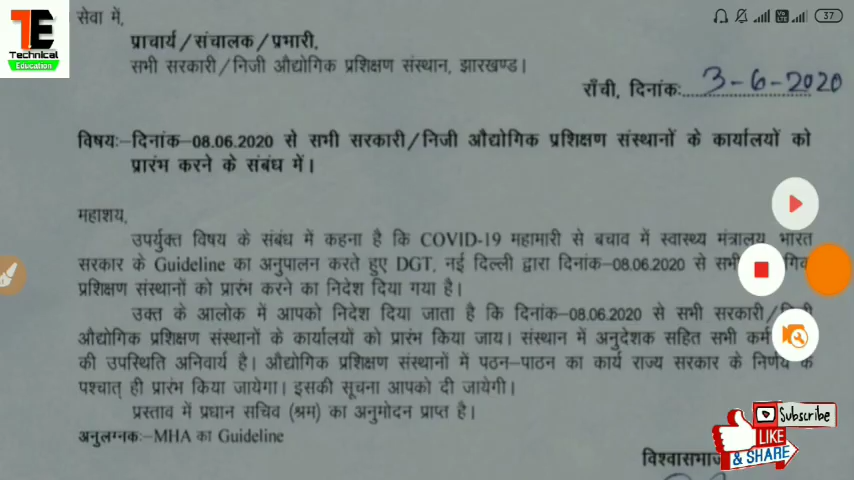 सेवा में,
TE
Technical
Education
37
प्राचार्य/संचालक/प्रभारी,
सभी सरकारी/निजी औद्योगिक प्रशिक्षण संस्थान, झारखण्ड।
राँची, दिनांकः 3-6-2020
विषयः-दिनांक-08.06.2020 से सभी सरकारी/निजी औद्योगिक प्रशिक्षण संस्थानों के कार्यालयों को
प्रारंभ करने के संबंध में।
महाशय,
उपर्युक्त विषय के संबंध में कहना है कि COVID-19 महामारी से बचाव में स्वास्थ्य मंत्रालय, भारत
सरकार के Guideline का अनुपालन करते हुए DGT, नई दिल्ली द्वारा दिनांक-08.06.2020 से
प्रशिक्षण संस्थानों को प्रारंभ करने का निदेश दिया गया है।
उक्त के आलोक में आपको निदेश दिया जाता है कि दिनांक-08.06.2020 से सभी सरकारी/
औद्योगिक प्रशिक्षण संस्थानों के कार्यालयों को प्रारंभ किया जाय। संस्थान में अनुदेशक सहित सभी
की उपस्थिति अनिवार्य है। औद्योगिक प्रशिक्षण संस्थानों में पठन-पाठन का कार्य राज्य सरकार के निर्णय के
पश्चात् ही प्रारंभ किया जायेगा। इसकी सूचना आपको दी जायेगी।
प्रस्ताव में प्रधान सचिव (श्रम) का अनुमोदन प्राप्त है।
अनुलग्नकः-MHA का Guideline
Subscribe
LIKE
& SHARE